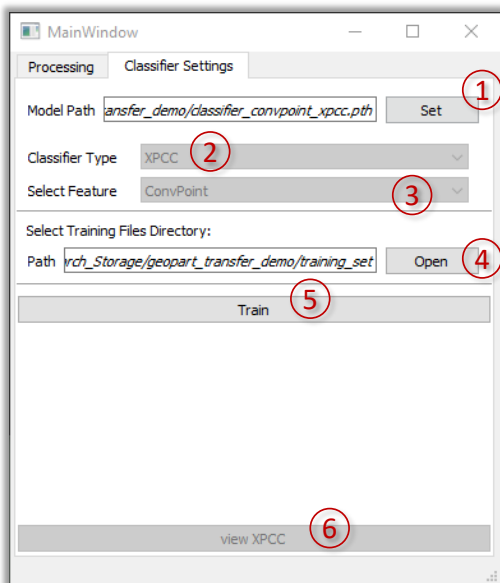 MainWindow
Processing Classifier Settings
1
Model Path ansfer_demo/classifier_convpoint_xpcc.pth Set
Classifier Type XPCC 2
Select Feature ConvPoint 3
Select Training Files Directory:
Path rch_Storage/geopart_transfer_demo/training_set Open 4
5
Train
view XPCC 6